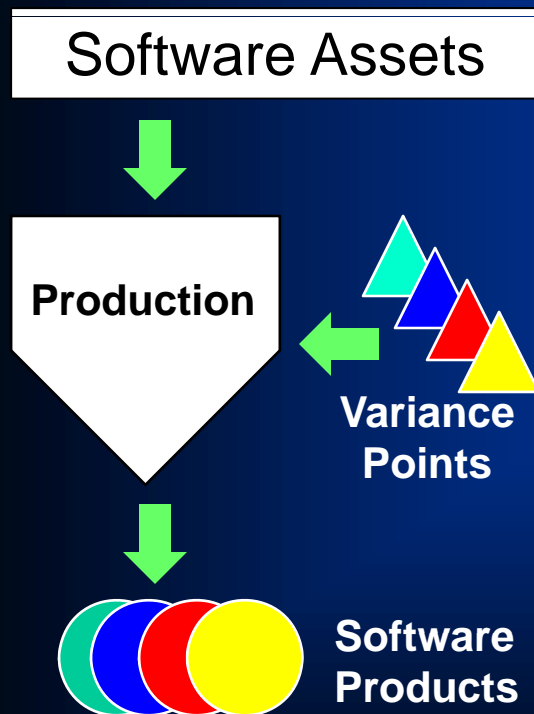 Software Assets
Production
Variance
Points
Software
Products